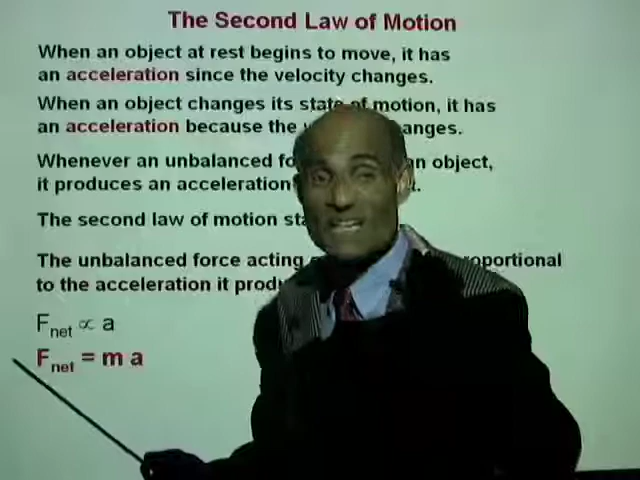 The Second Law of Motion
When an object at rest begins to move, it has
an acceleration since the velocity changes.
When an object changes its state of motion, it has
an acceleration because the anges.
Whenever an unbalanced fo an object,
it produces an acceleration
The second law of motion sta
The unbalanced force acting oportional
to the acceleration it prod
Fnet ∝ a
Fnet = m a